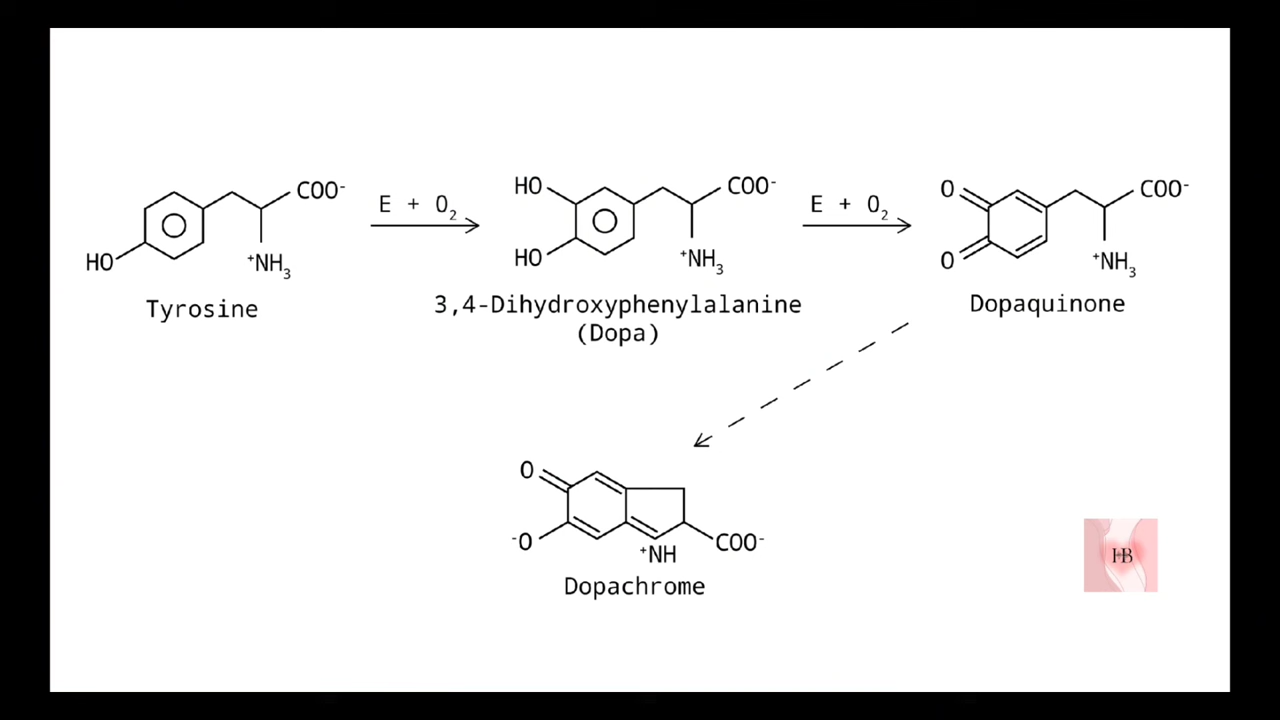 COO⁻
HO
⁺NH₃
Tyrosine
E + O₂
HO
HO
COO⁻
⁺NH₃
3,4-Dihydroxyphenylalanine
(Dopa)
E + O₂
O
O
COO⁻
⁺NH₃
Dopaquinone
O
⁻O
⁺NH
COO⁻
Dopachrome
HB